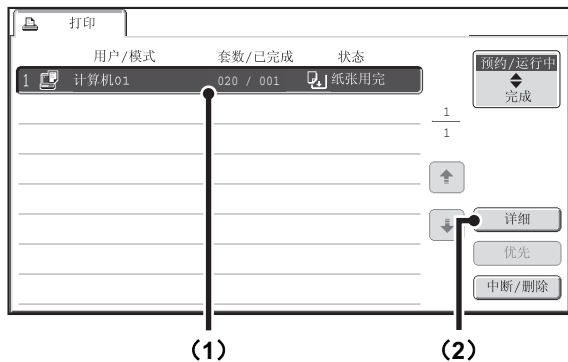 打印
用户/模式 套数/已完成 状态
1 计算机01 020 / 001 纸张用完
预约/运行中
完成
1
1
详细
优先
中断/删除
（1） （2）